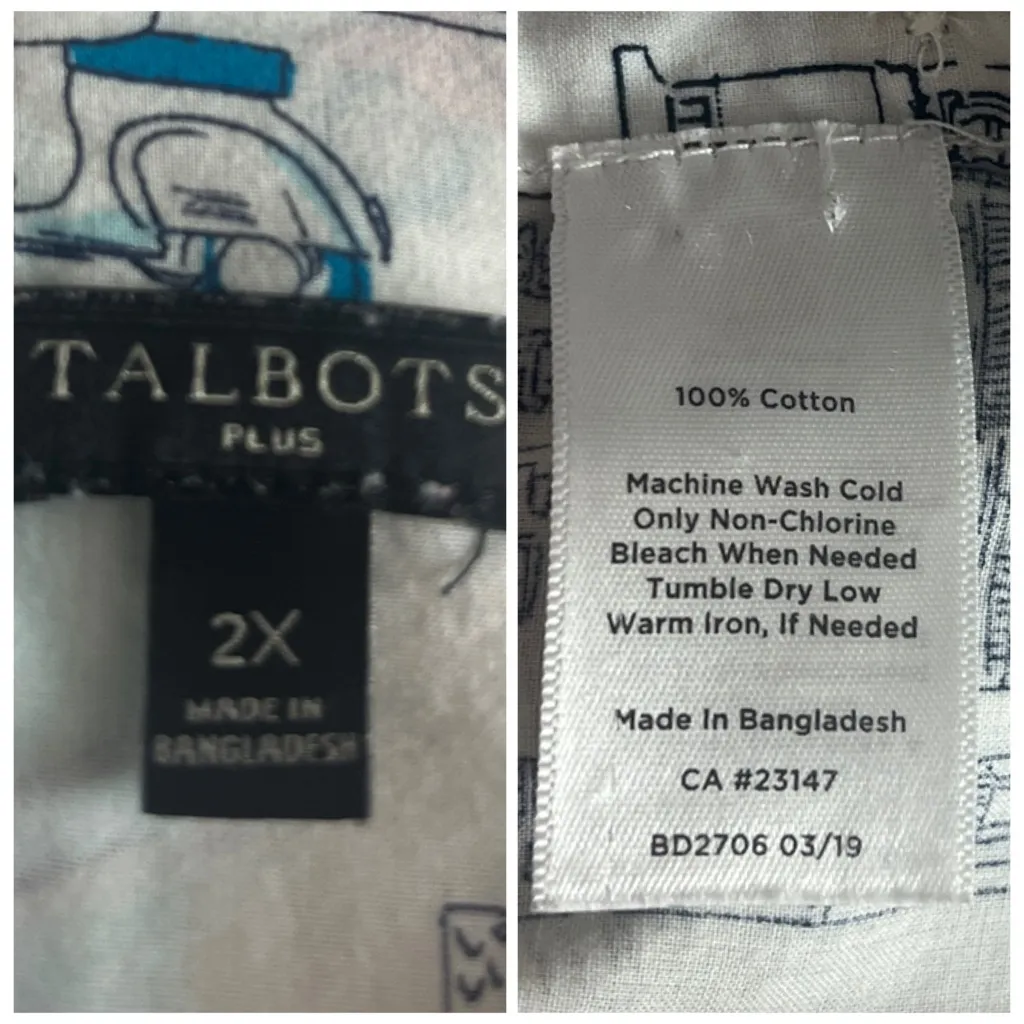 TALBOTS
PLUS
2X
MADE IN
BANGLADESH
100% Cotton
Machine Wash Cold
Only Non-Chlorine
Bleach When Needed
Tumble Dry Low
Warm Iron, If Needed
Made In Bangladesh
CA #23147
BD2706 03/19